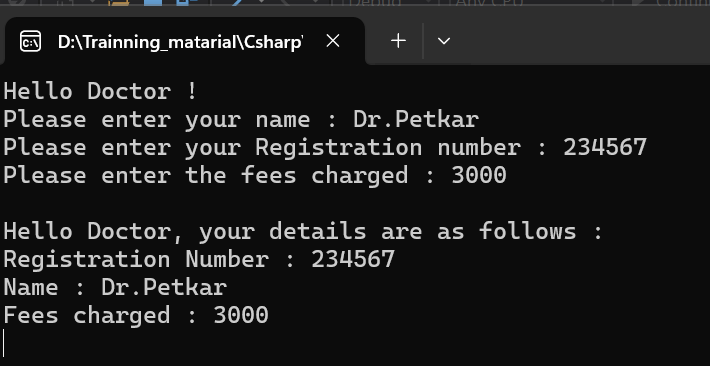 D:\Trainning_matarial\Csharp\
Hello Doctor !
Please enter your name : Dr.Petkar
Please enter your Registration number : 234567
Please enter the fees charged : 3000
Hello Doctor, your details are as follows :
Registration Number : 234567
Name : Dr.Petkar
Fees charged : 3000